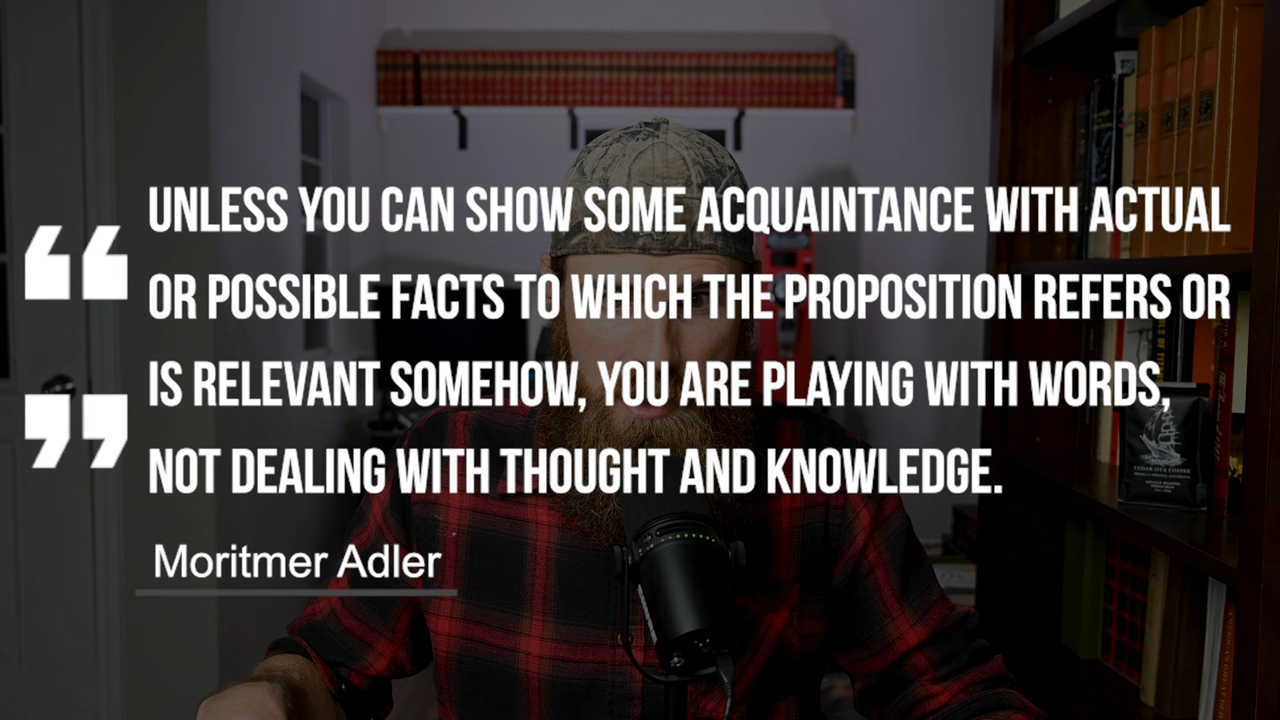 UNLESS YOU CAN SHOW SOME ACQUAINTANCE WITH ACTUAL
OR POSSIBLE FACTS TO WHICH THE PROPOSITION REFERS OR
IS RELEVANT SOMEHOW, YOU ARE PLAYING WITH WORDS,
NOT DEALING WITH THOUGHT AND KNOWLEDGE.
Moritmer Adler